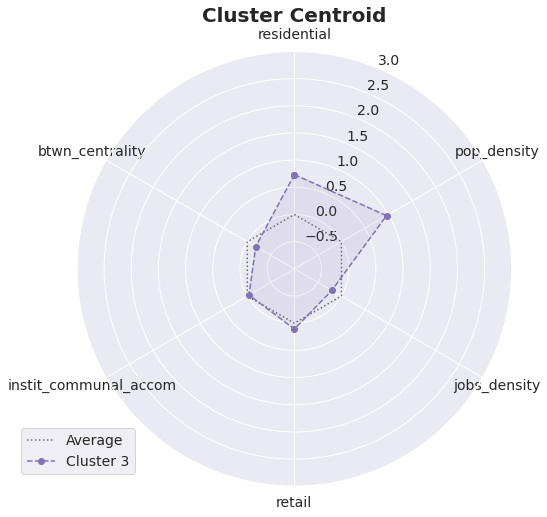 Cluster Centroid
residential
3.0
2.5
2.0
1.5
1.0
0.5
0.0
−0.5
btwn_centrality
pop_density
instit_communal_accom
jobs_density
Average
Cluster 3
retail